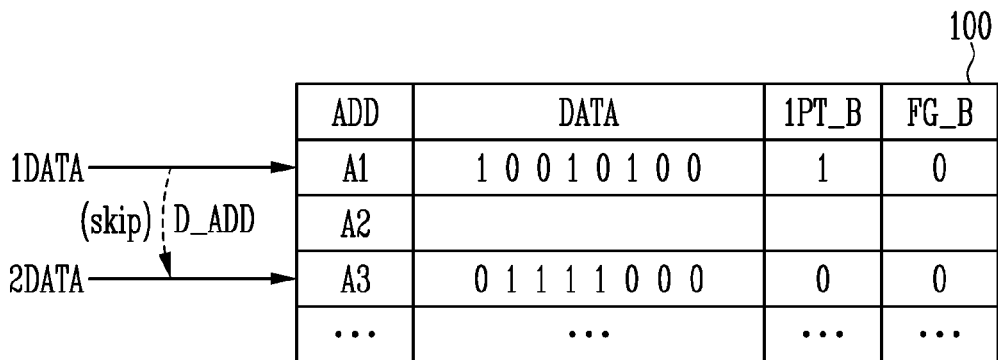 100
ADD DATA 1PT_B FG_B
1DATA A1 1 0 0 1 0 1 0 0 1 0
(skip) D_ADD A2
2DATA A3 0 1 1 1 1 0 0 0 0 0
... ... ... ...